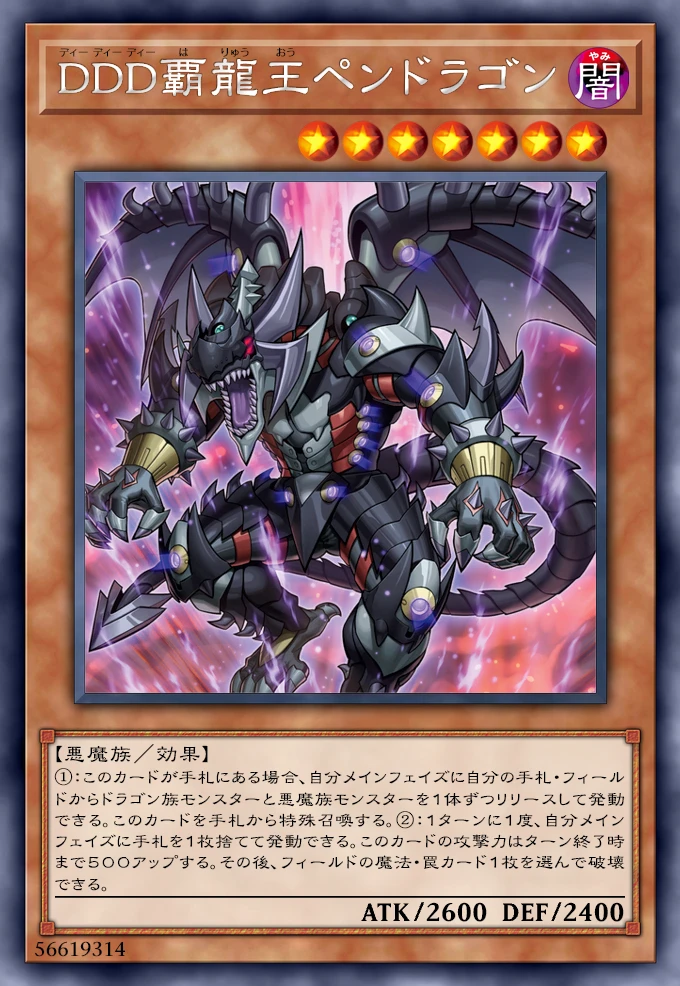 ディー ディー ディー は りゅう おう
DDD覇龍王ペンドラゴン
やみ
闇
【悪魔族／効果】
①:このカードが手札にある場合、自分メインフェイズに自分の手札・フィール
ドからドラゴン族モンスターと悪魔族モンスターを1体ずつリリースして発動
できる。このカードを手札から特殊召喚する。②:1ターンに1度、自分メイン
フェイズに手札を1枚捨てて発動できる。このカードの攻撃力はターン終了時
まで500アップする。その後、フィールドの魔法・罠カード1枚を選んで破壊
できる。
ATK/2600 DEF/2400
56619314